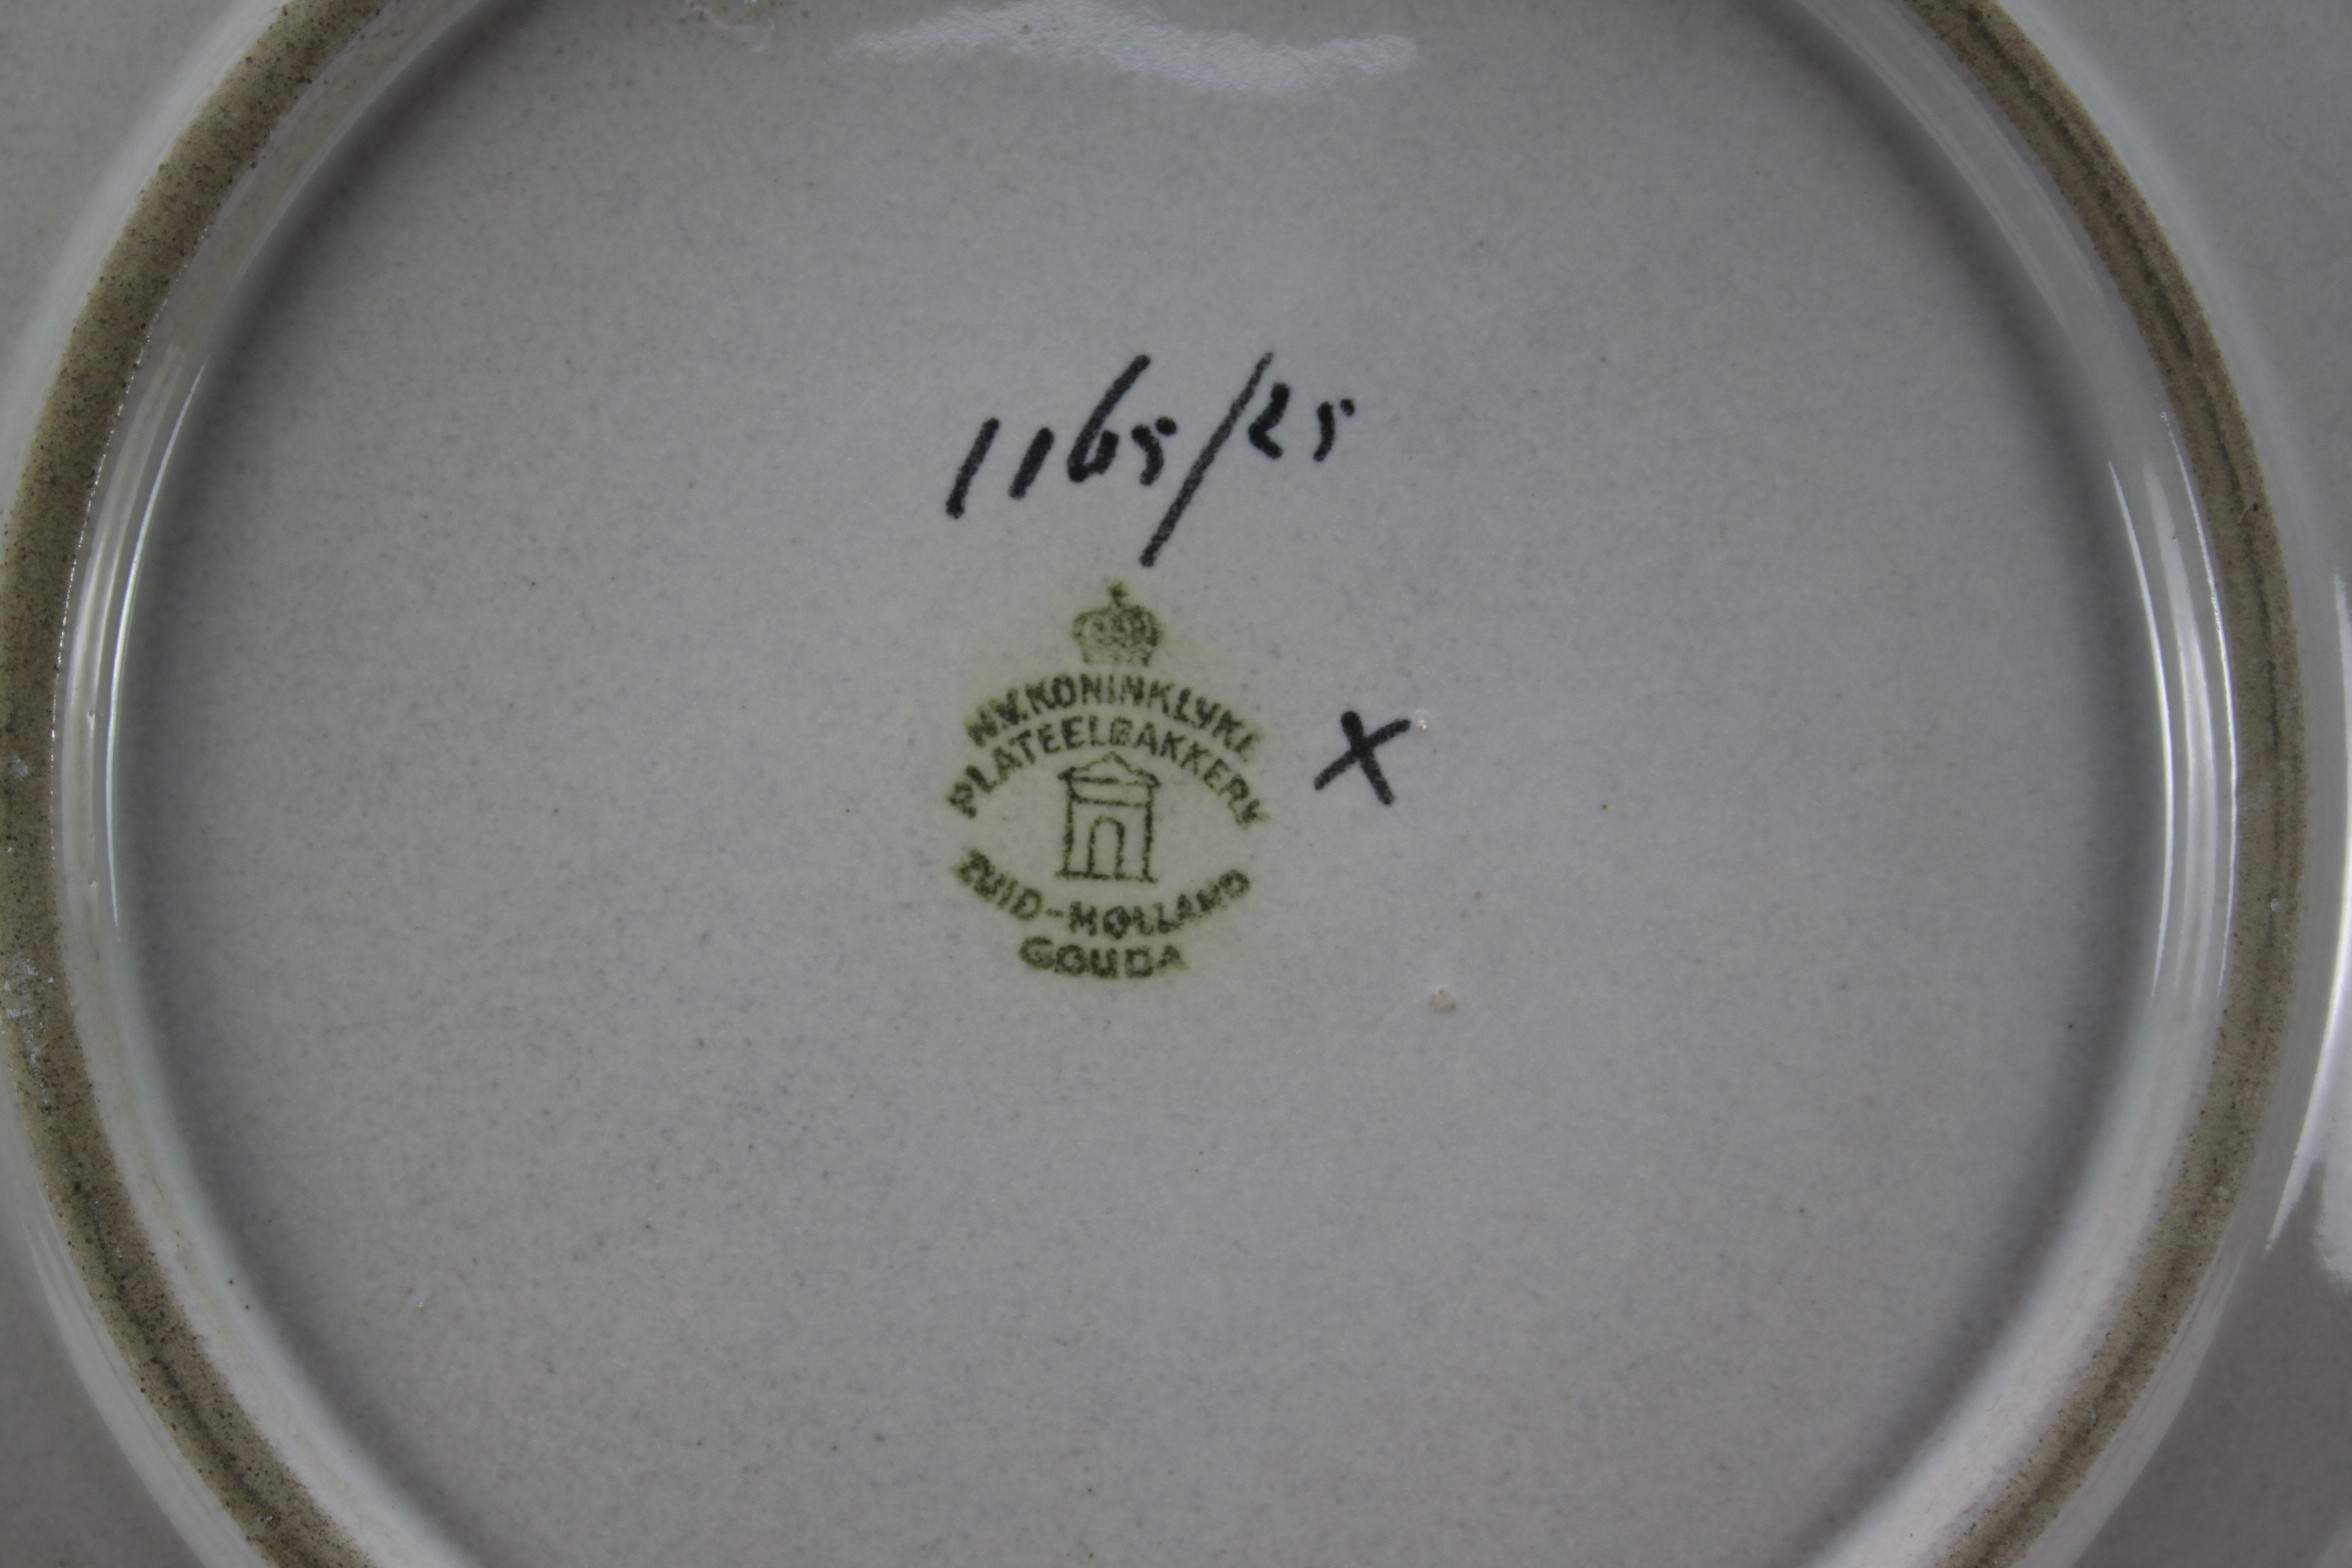 1165/25
N.V. KONINKLYKE
PLATEELBAKKERY
X
ZUID-HOLLAND
GOUDA